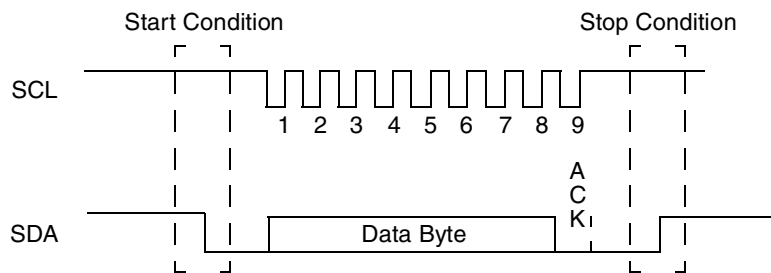 Start Condition
Stop Condition
SCL
1 2 3 4 5 6 7 8 9
A
C
K
SDA
Data Byte